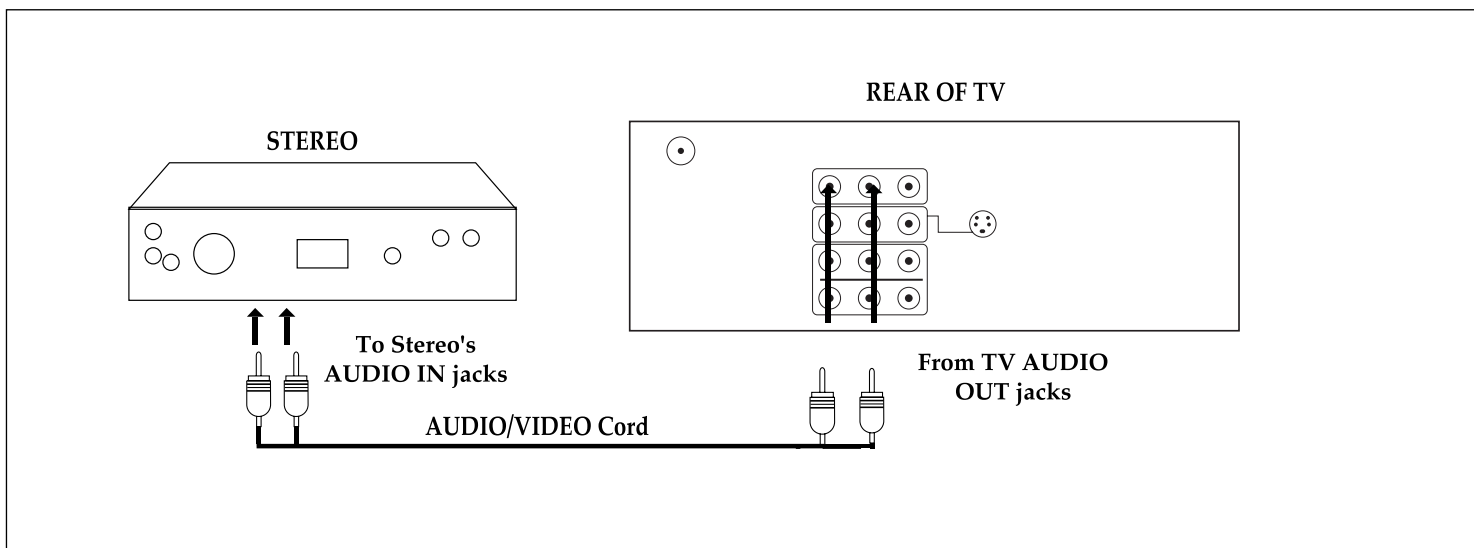 REAR OF TV
STEREO
To Stereo's
AUDIO IN jacks
From TV AUDIO
OUT jacks
AUDIO/VIDEO Cord